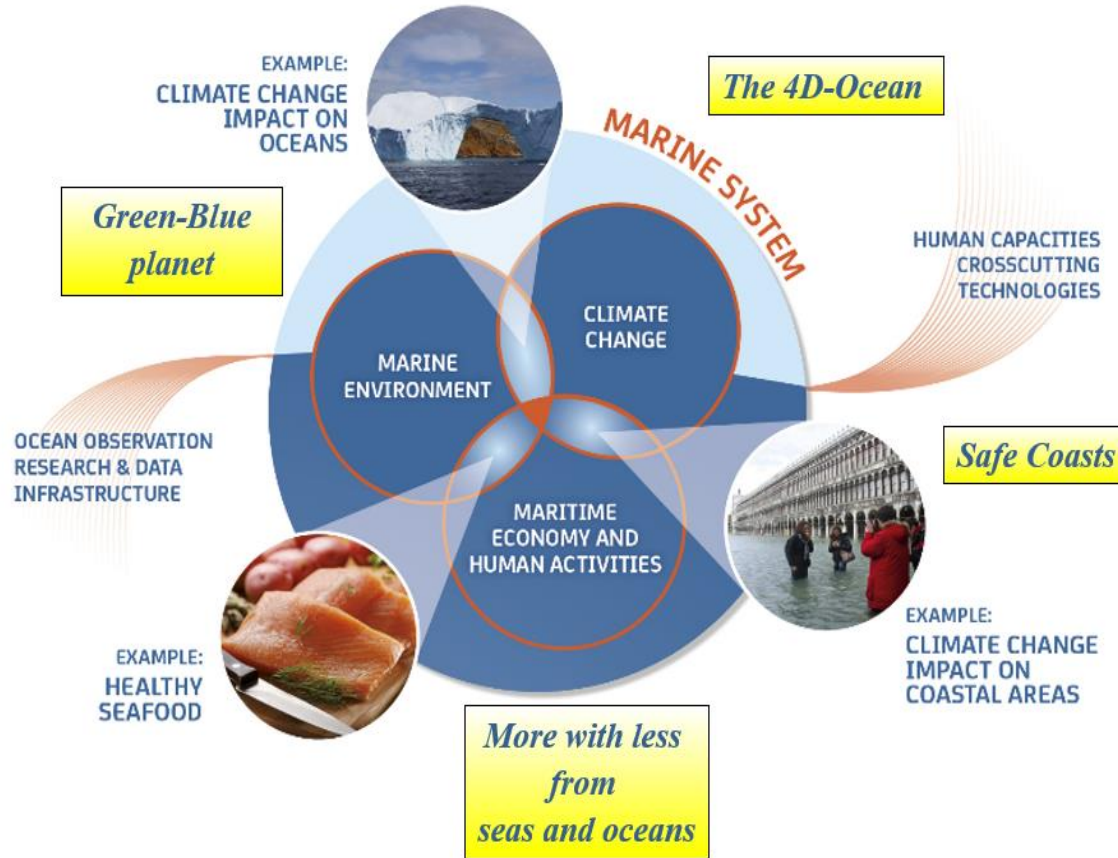 EXAMPLE:
CLIMATE CHANGE
IMPACT ON
OCEANS
The 4D-Ocean
MARINE SYSTEM
Green-Blue
planet
HUMAN CAPACITIES
CROSSCUTTING
TECHNOLOGIES
CLIMATE
CHANGE
MARINE
ENVIRONMENT
OCEAN OBSERVATION
RESEARCH & DATA
INFRASTRUCTURE
Safe Coasts
MARITIME
ECONOMY AND
HUMAN ACTIVITIES
EXAMPLE:
HEALTHY
SEAFOOD
EXAMPLE:
CLIMATE CHANGE
IMPACT ON
COASTAL AREAS
More with less
from
seas and oceans